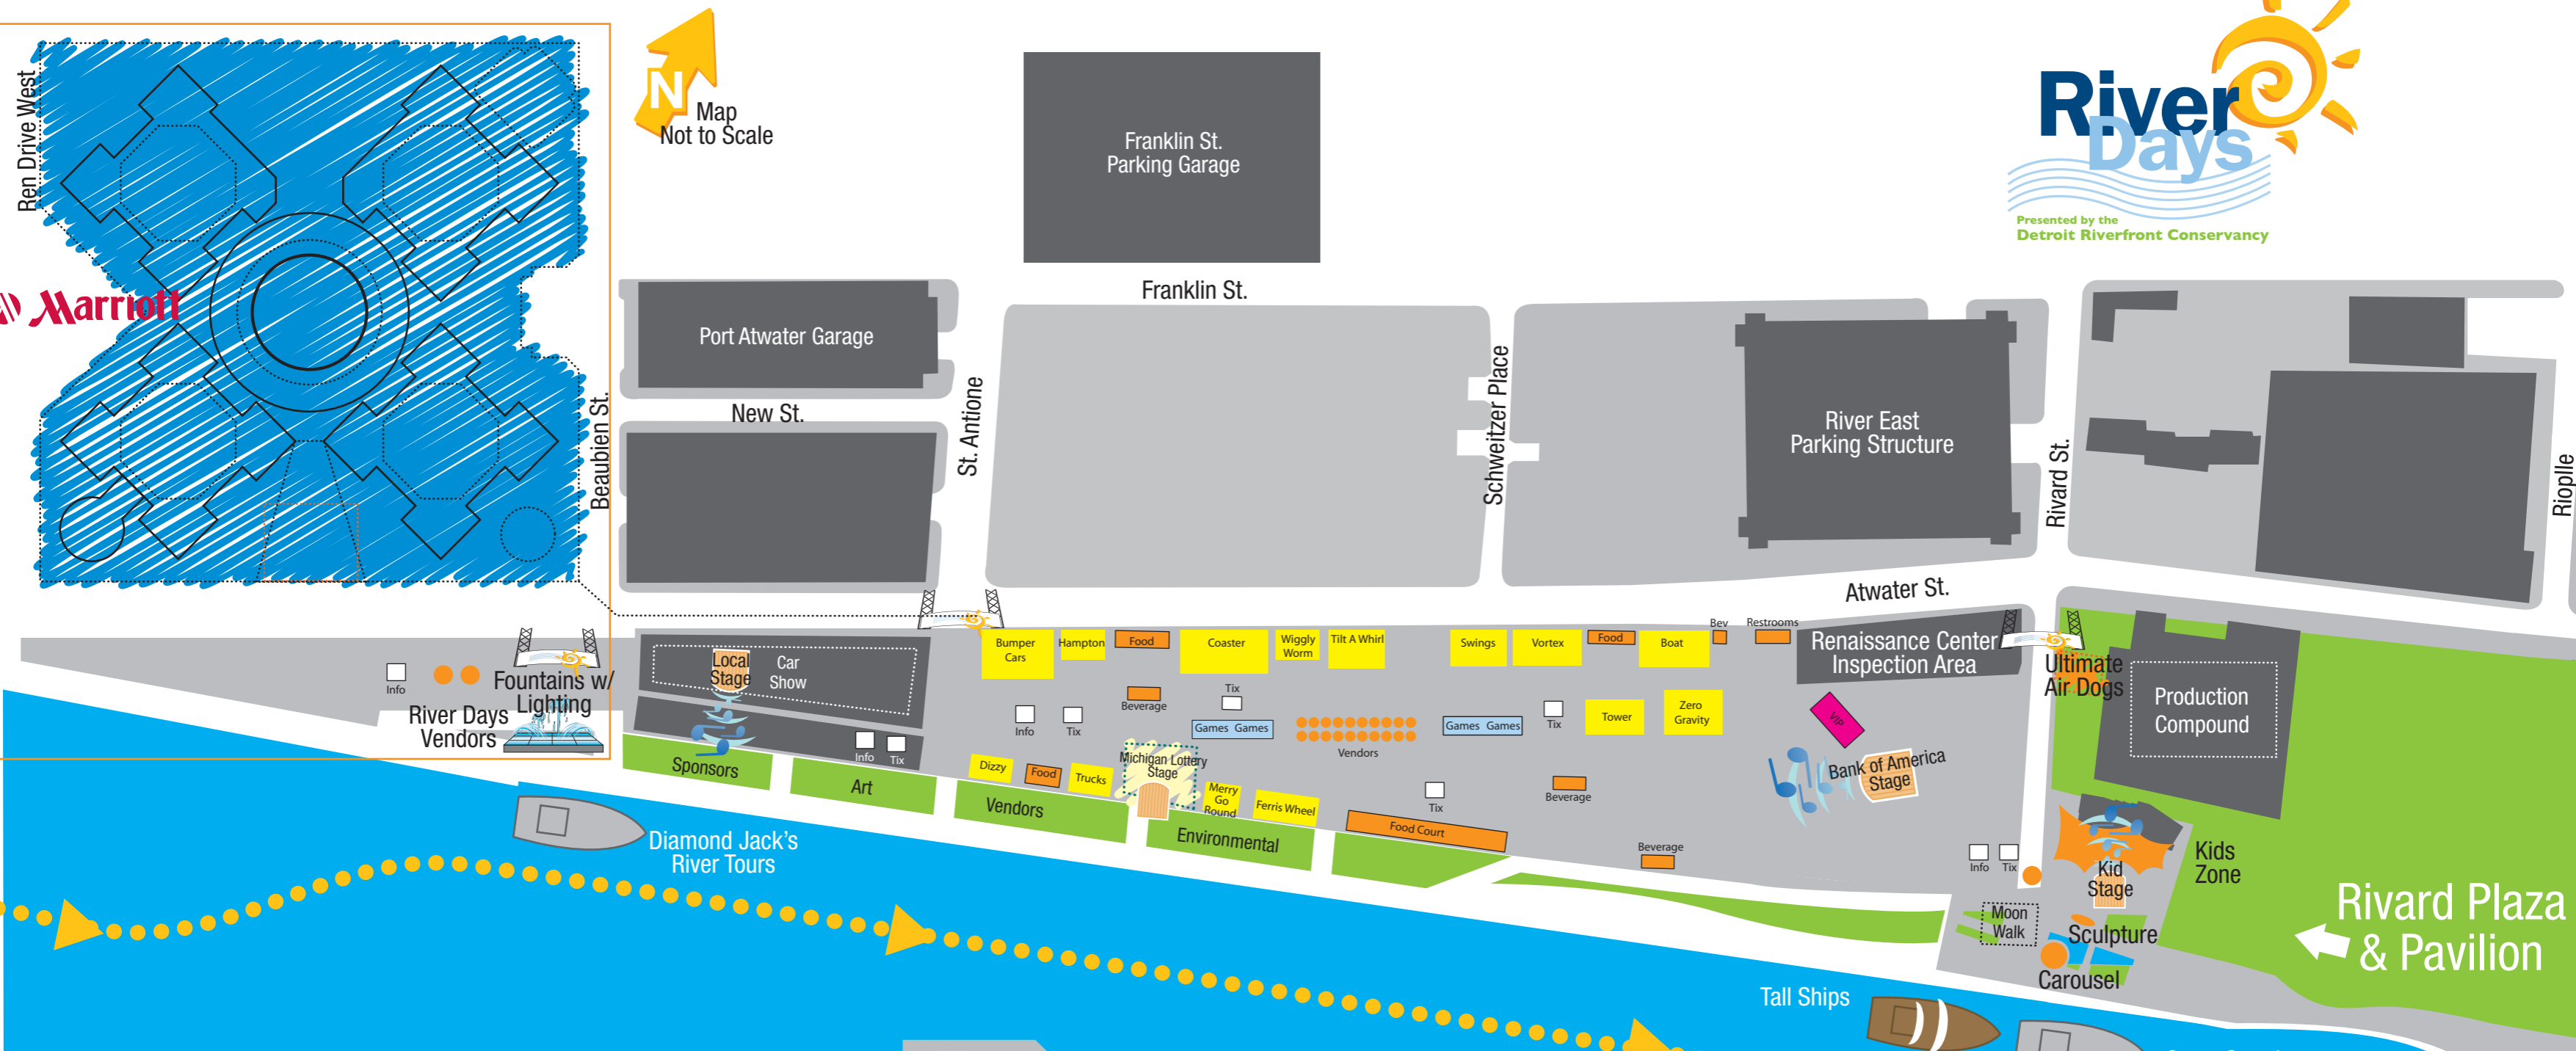 Ren Drive West
Marriott
N
Map
Not to Scale
Franklin St.
Parking Garage
River
Days
Presented by the
Detroit Riverfront Conservancy
Franklin St.
Port Atwater Garage
New St.
Beaubien St.
St. Antione
Schweitzer Place
River East
Parking Structure
Rivard St.
Rioplle
Atwater St.
Info
River Days
Vendors
Fountains w/
Lighting
Local
Stage
Car
Show
Info
Tix
Sponsors
Art
Vendors
Environmental
Bumper
Cars
Hampton
Food
Coaster
Wiggly
Worm
Tilt A Whirl
Swings
Vortex
Food
Boat
Bev
Restrooms
Renaissance Center
Inspection Area
Ultimate
Air Dogs
Production
Compound
Info
Tix
Beverage
Tix
Games Games
Vendors
Games Games
Tix
Tower
Zero
Gravity
VIP
Bank of America
Stage
Dizzy
Food
Trucks
Michigan Lottery
Stage
Merry
Go
Round
Ferris Wheel
Food Court
Tix
Beverage
Beverage
Info
Tix
Kid
Stage
Kids
Zone
Moon
Walk
Sculpture
Carousel
Rivard Plaza
& Pavilion
Diamond Jack's
River Tours
Tall Ships